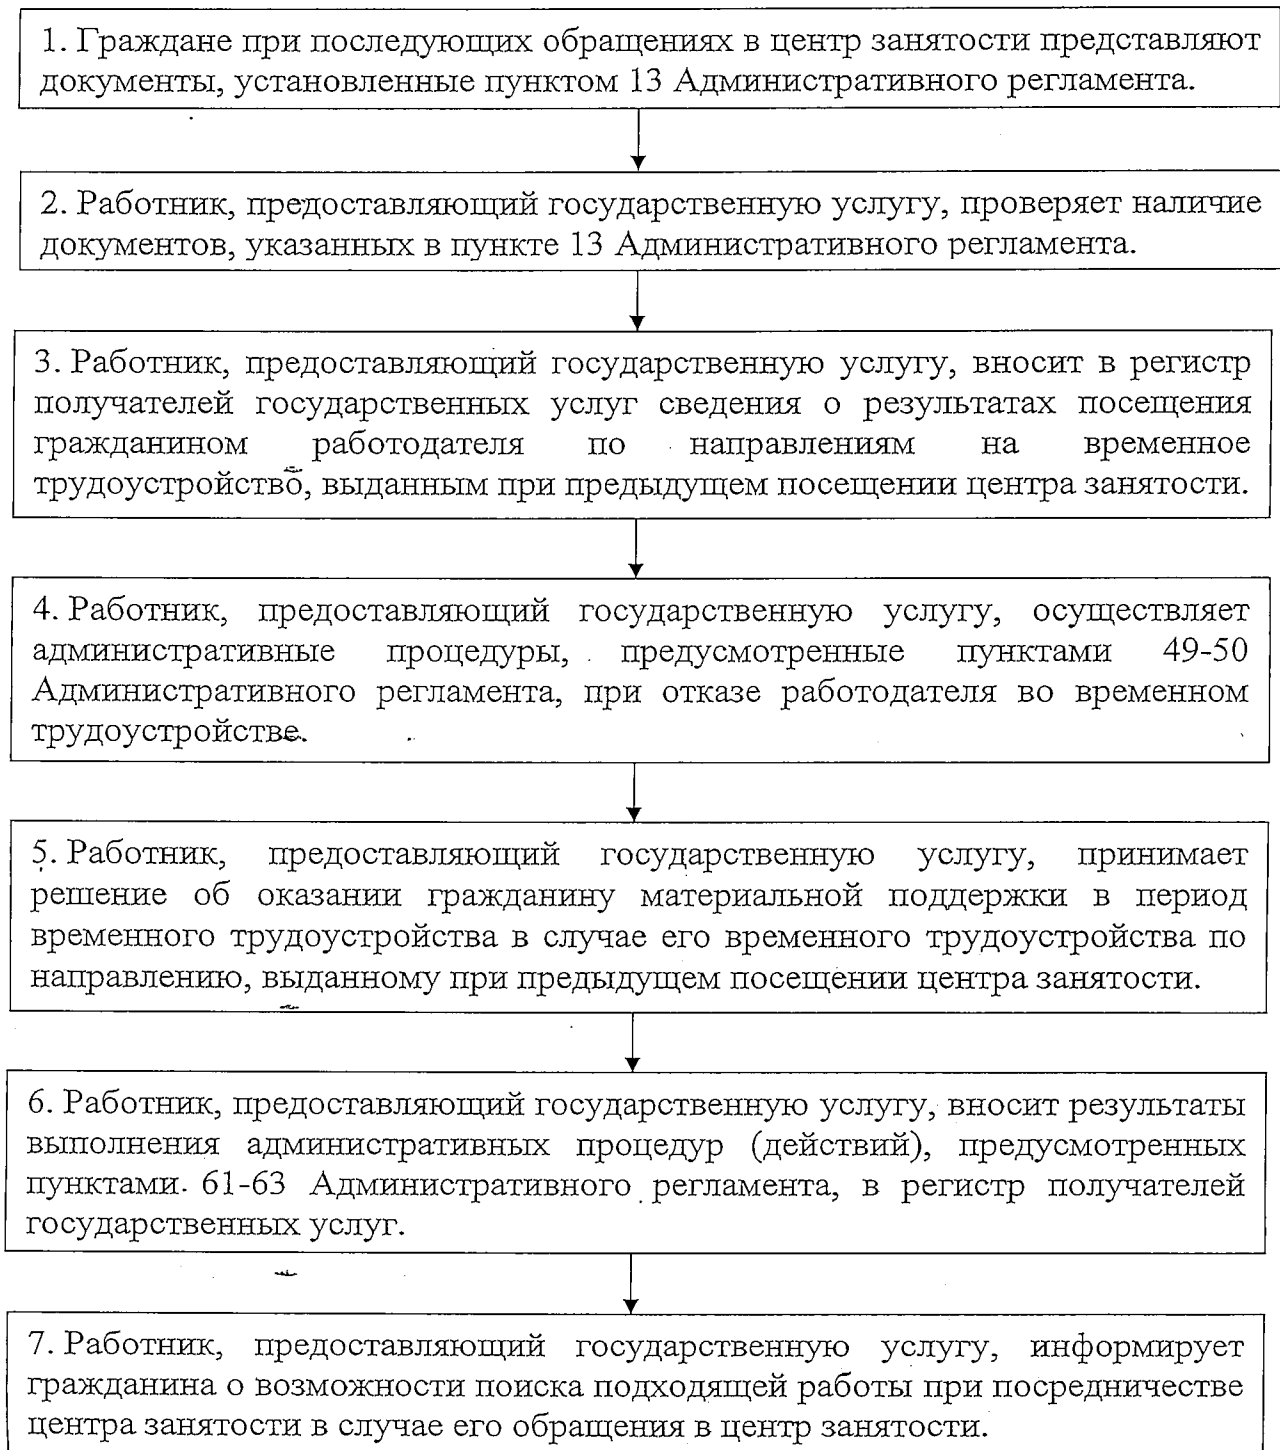 1. Граждане при последующих обращениях в центр занятости представляют
документы, установленные пунктом 13 Административного регламента.
2. Работник, предоставляющий государственную услугу, проверяет наличие
документов, указанных в пункте 13 Административного регламента.
3. Работник, предоставляющий государственную услугу, вносит в регистр
получателей государственных услуг сведения о результатах посещения
гражданином работодателя по направлениям на временное
трудоустройство, выданным при предыдущем посещении центра занятости.
4. Работник, предоставляющий государственную услугу, осуществляет
административные процедуры, предусмотренные пунктами 49-50
Административного регламента, при отказе работодателя во временном
трудоустройстве.
5. Работник, предоставляющий государственную услугу, принимает
решение об оказании гражданину материальной поддержки в период
временного трудоустройства в случае его временного трудоустройства по
направлению, выданному при предыдущем посещении центра занятости.
6. Работник, предоставляющий государственную услугу, вносит результаты
выполнения административных процедур (действий), предусмотренных
пунктами 61-63 Административного регламента, в регистр получателей
государственных услуг.
7. Работник, предоставляющий государственную услугу, информирует
гражданина о возможности поиска подходящей работы при посредничестве
центра занятости в случае его обращения в центр занятости.